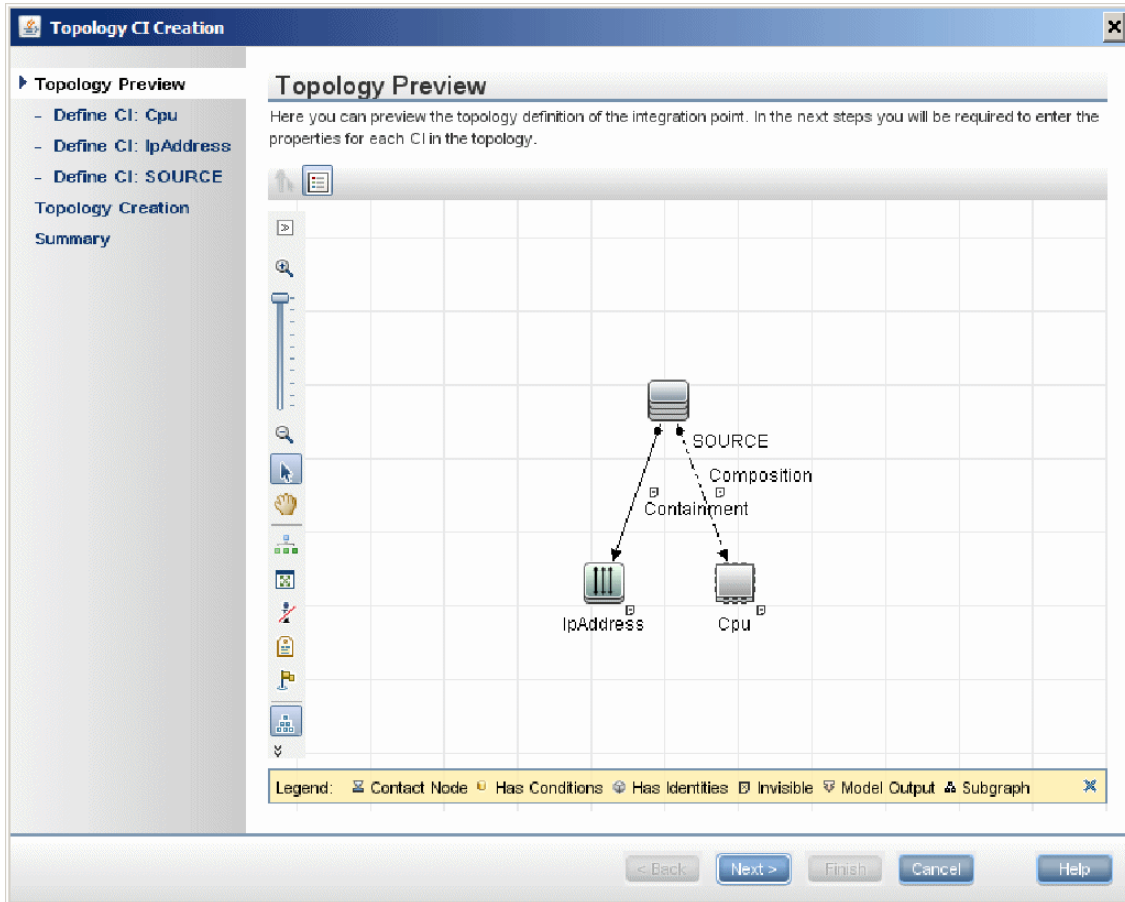 Topology CI Creation
Topology Preview
- Define CI: Cpu
- Define CI: IpAddress
- Define CI: SOURCE
Topology Creation
Summary
Topology Preview
Here you can preview the topology definition of the integration point. In the next steps you will be required to enter the
properties for each CI in the topology.
SOURCE
Composition
Containment
IpAddress
Cpu
Legend: Contact Node Has Conditions Has Identities Invisible Model Output Subgraph
< Back Next > Finish Cancel Help